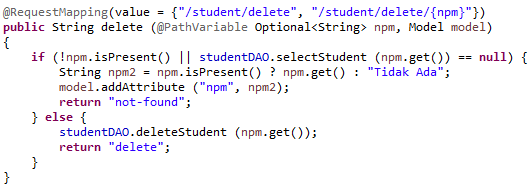 @RequestMapping(value = {"/student/delete", "/student/delete/{npm}"})
public String delete (@PathVariable Optional<String> npm, Model model)
{
    if (!npm.isPresent() || studentDAO.selectStudent (npm.get()) == null) {
        String npm2 = npm.isPresent() ? npm.get() : "Tidak Ada";
        model.addAttribute ("npm", npm2);
        return "not-found";
    } else {
        studentDAO.deleteStudent (npm.get());
        return "delete";
    }
}